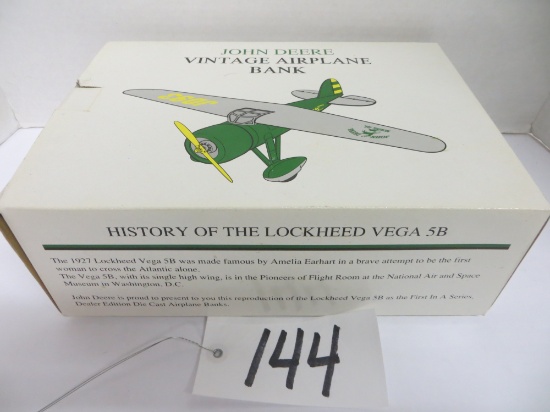 JOHN DEERE
VINTAGE AIRPLANE
BANK
HISTORY OF THE LOCKHEED VEGA 5B
The 1927 Lockheed Vega 5B was made famous by Amelia Earhart in a brave attempt to be the first
woman to cross the Atlantic alone.
The Vega 5B, with its single high wing, is in the Pioneers of Flight Room at the National Air and Space
Museum in Washington, D.C.
John Deere is proud to present to you this reproduction of the Lockheed Vega 5B as the First In A Series,
Dealer Edition Die Cast Airplane Banks.
144